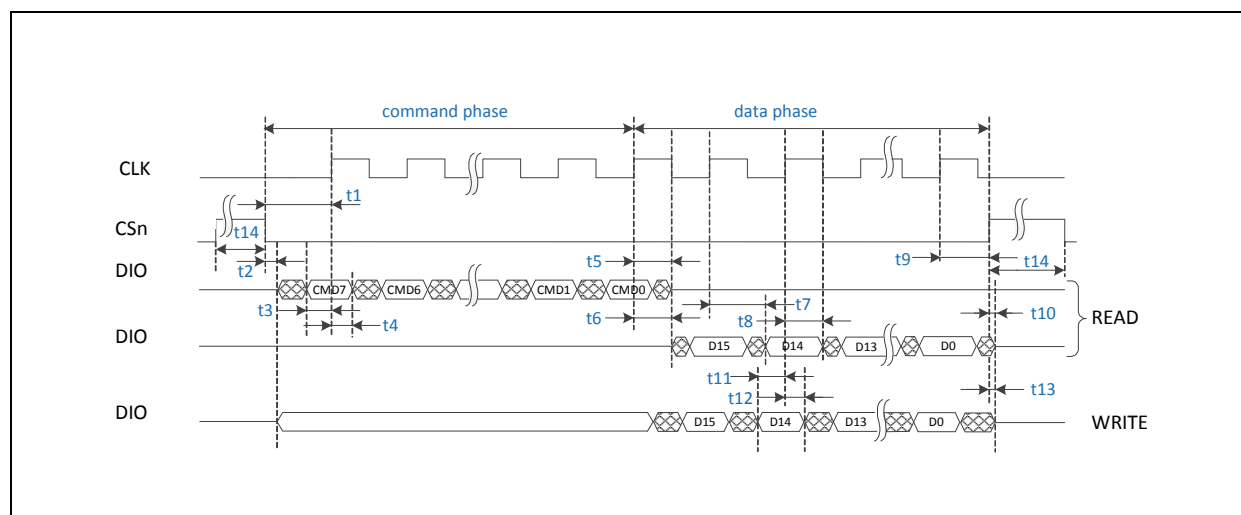 command phase data phase
CLK
t1
CSn
t14
t9 t14
DIO
t2 t5
CMD7 CMD6 CMD1 CMD0
t3 t4 t6 t7
t8 t10 READ
DIO
D15 D14 D13 D0
t11
t12 t13
DIO
D15 D14 D13 D0
WRITE